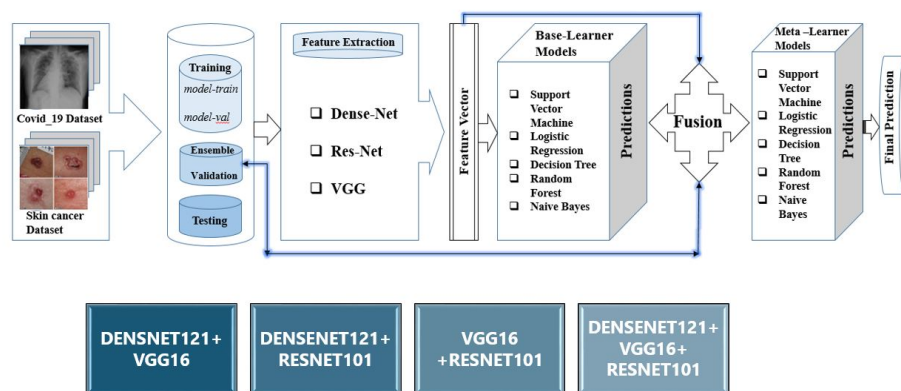 Covid_19 Dataset
Skin cancer
Dataset
Training
model-train
model-val
Ensemble
Validation
Testing
Feature Extraction
❑ Dense-Net
❑ Res-Net
❑ VGG
Feature Vector
Base-Learner
Models
❑ Support
Vector
Machine
❑ Logistic
Regression
❑ Decision Tree
❑ Random
Forest
❑ Naive Bayes
Predictions
Fusion
Meta –Learner
Models
❑ Support
Vector
Machine
❑ Logistic
Regression
❑ Decision
Tree
❑ Random
Forest
❑ Naive
Bayes
Predictions
Final Prediction
DENSNET121+
VGG16
DENSENET121+
RESNET101
VGG16
+RESNET101
DENSENET121+
VGG16+
RESNET101